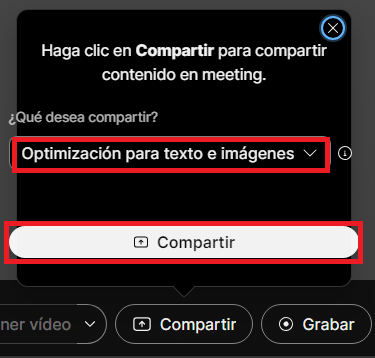 Haga clic en Compartir para compartir
contenido en meeting.
¿Qué desea compartir?
Optimización para texto e imágenes
Compartir
ner vídeo
Compartir
Grabar